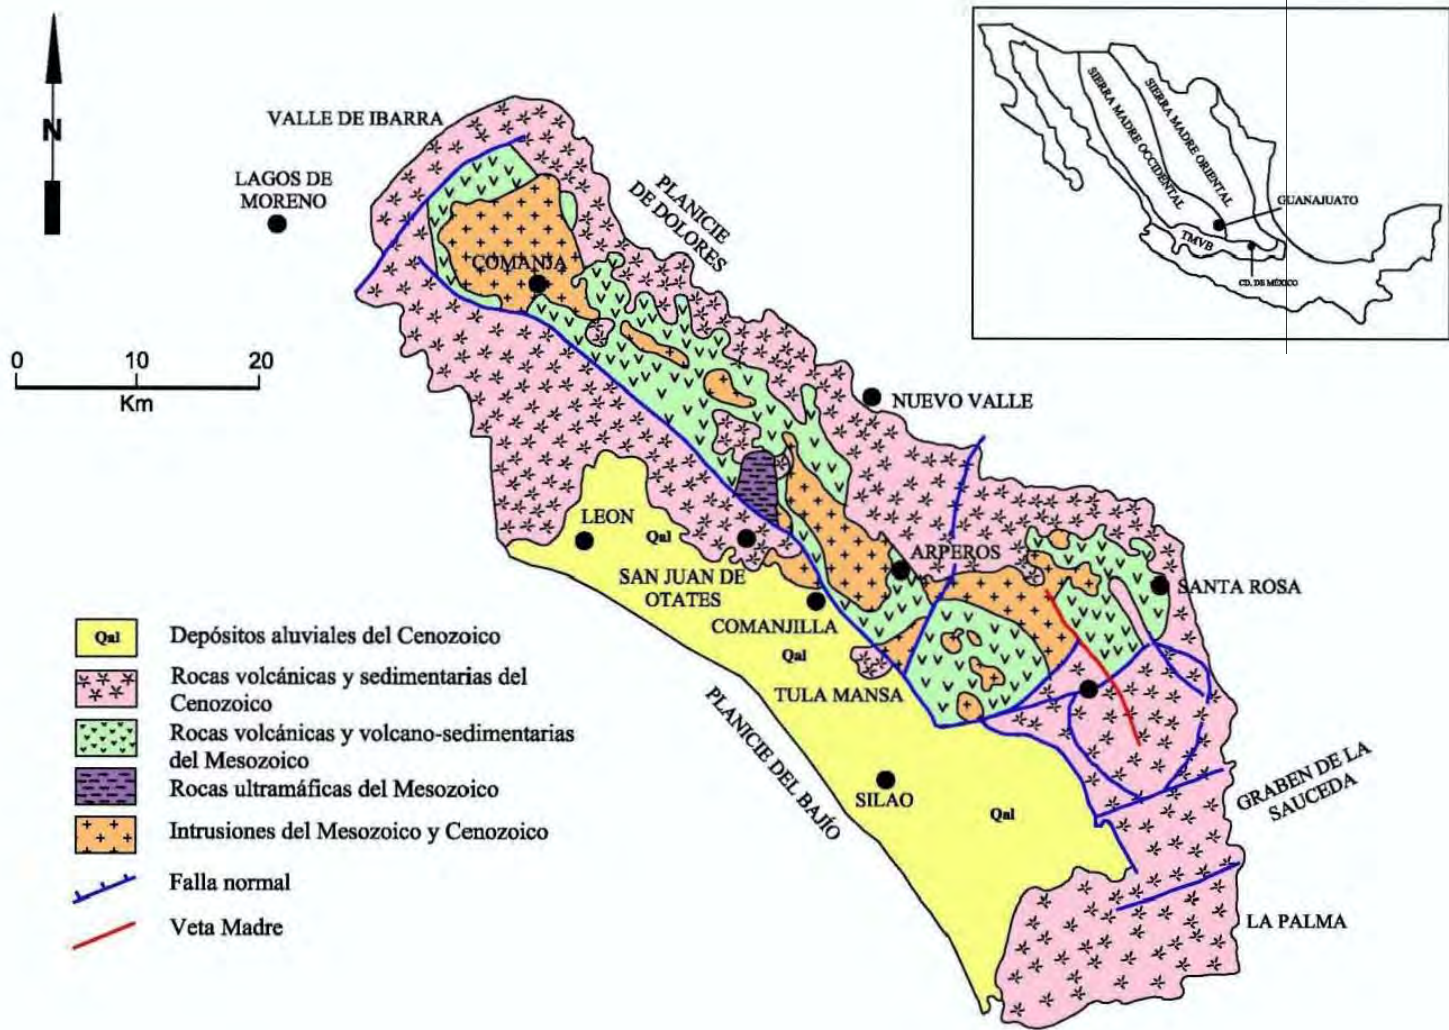 N
VALLE DE IBARRA
LAGOS DE
MORENO
PLANICIE
DE DOLORES
COMANJA
0 10 20
Km
NUEVO VALLE
LEON
Qal
ARPEROS
SAN JUAN DE
OTATES
SANTA ROSA
COMANJILLA
Qal
TULA MANSA
PLANICIE DEL BAJÍO
SILAO
Qal
GRABEN DE LA
SAUCEDA
LA PALMA
SIERRA MADRE OCCIDENTAL
SIERRA MADRE ORIENTAL
GUANAJUATO
TMVB
CD. DE MÉXICO
Qal Depósitos aluviales del Cenozoico
Rocas volcánicas y sedimentarias del
Cenozoico
Rocas volcánicas y volcano-sedimentarias
del Mesozoico
Rocas ultramáficas del Mesozoico
Intrusiones del Mesozoico y Cenozoico
Falla normal
Veta Madre